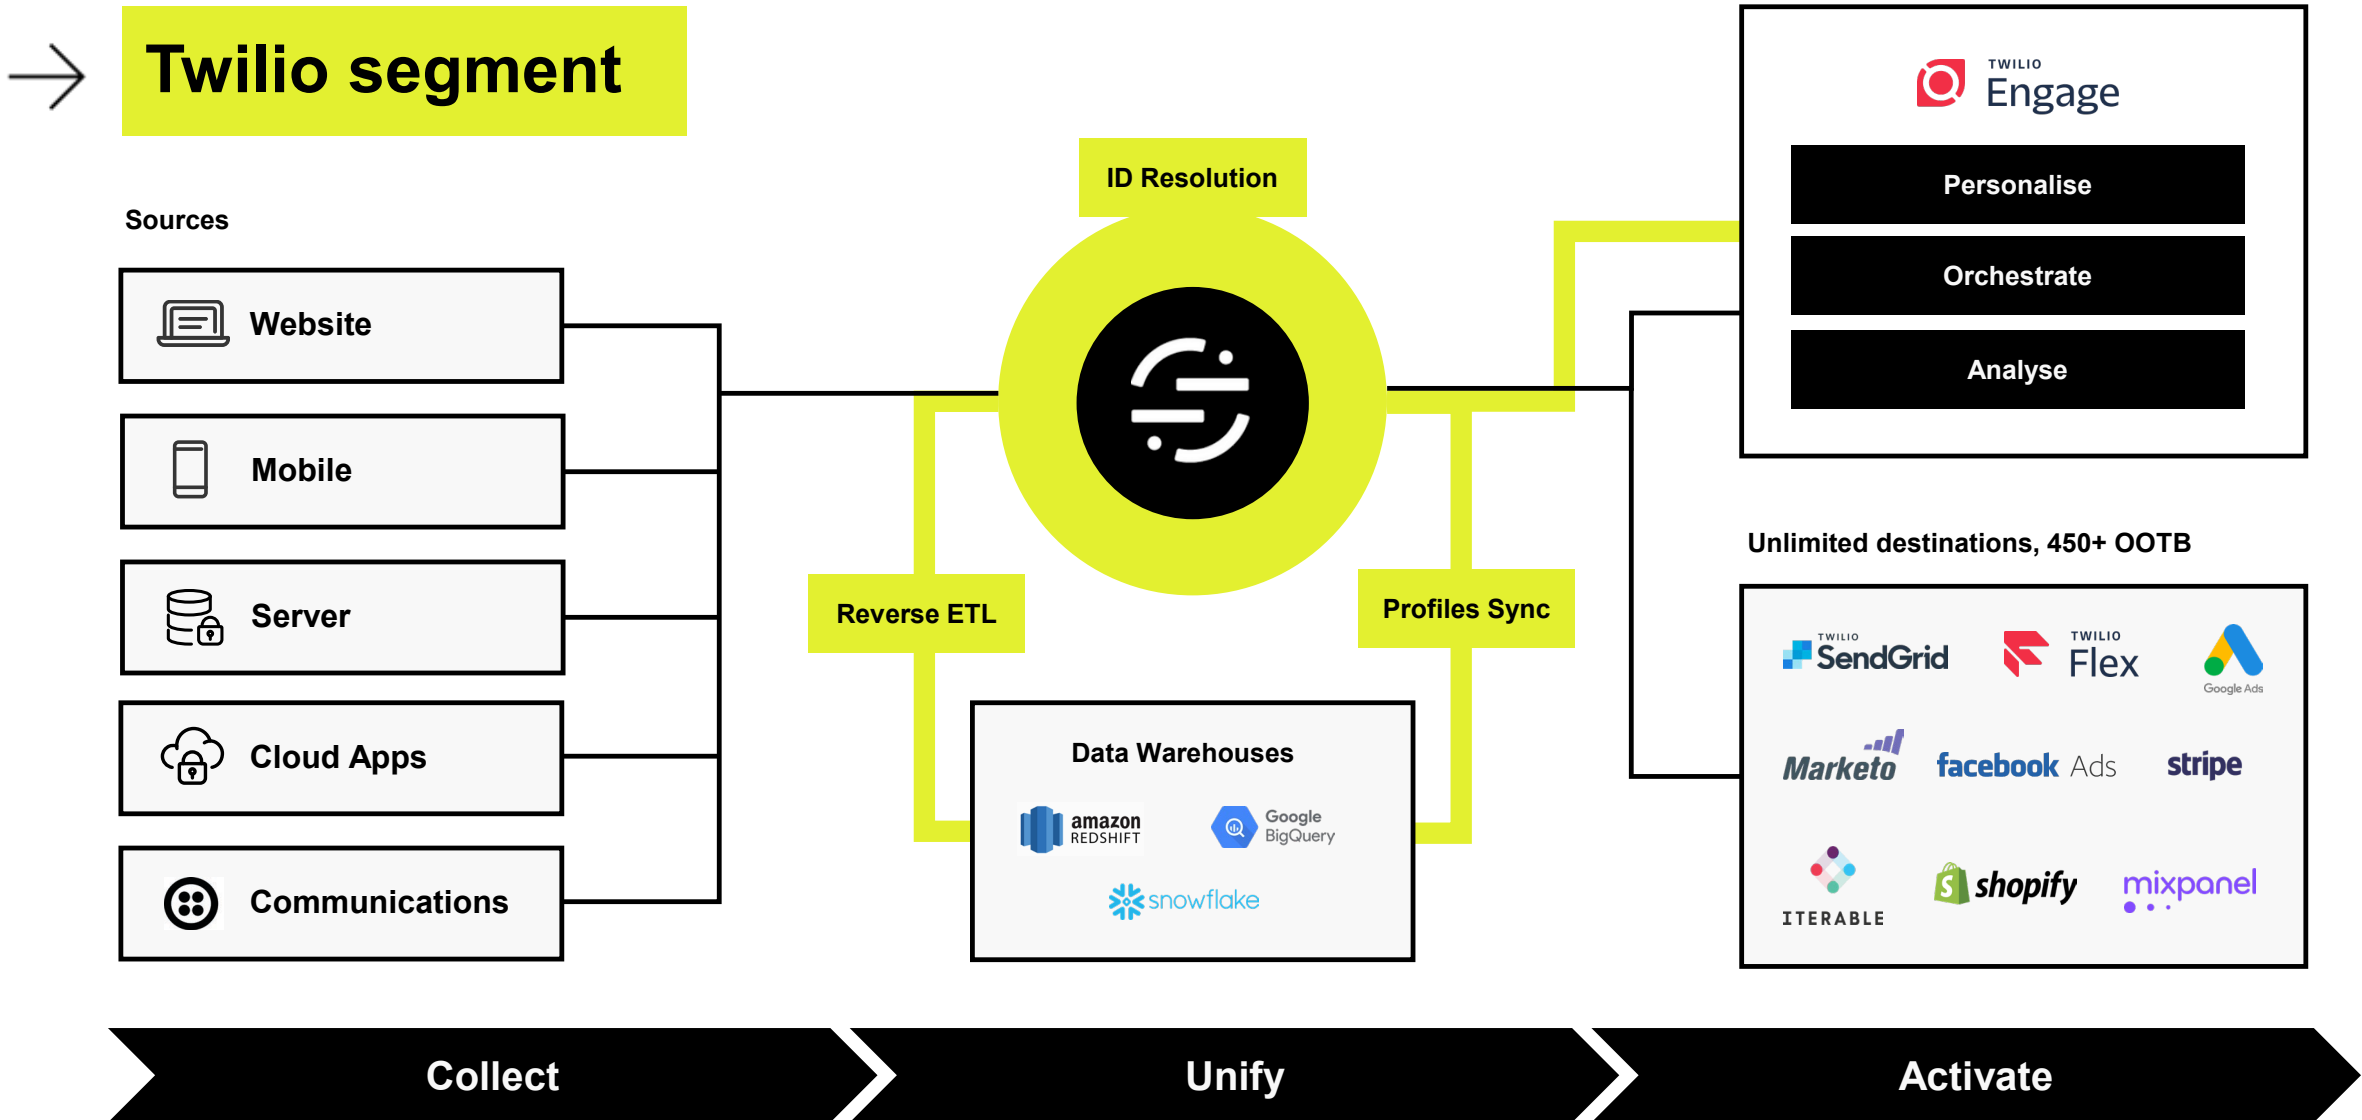 Twilio segment
Sources
Website
Mobile
Server
Cloud Apps
Communications
ID Resolution
Reverse ETL
Profiles Sync
Data Warehouses
amazon
REDSHIFT
Google
BigQuery
snowflake
TWILIO
Engage
Personalise
Orchestrate
Analyse
Unlimited destinations, 450+ OOTB
TWILIO
SendGrid
TWILIO
Flex
Google Ads
Marketo
facebook Ads
stripe
ITERABLE
shopify
mixpanel
Collect
Unify
Activate